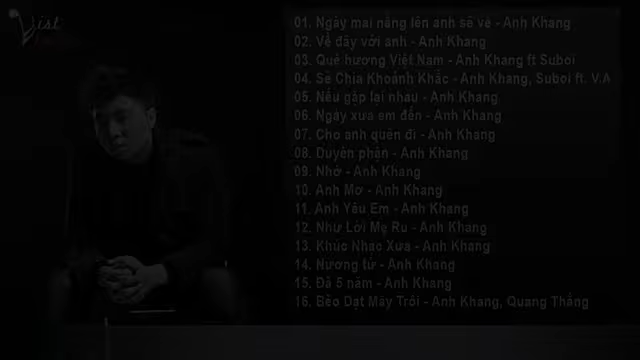 Viet
01. Ngày mai nắng lên anh sẽ về - Anh Khang
02. Về đây với anh - Anh Khang
03. Quê hương Việt Nam - Anh Khang ft Suboi
04. Sẽ Chia Khoảnh Khắc - Anh Khang, Suboi ft. V.A
05. Nếu gặp lại nhau - Anh Khang
06. Ngày xưa em đến - Anh Khang
07. Cho anh quên đi - Anh Khang
08. Duyên phận - Anh Khang
09. Nhớ - Anh Khang
10. Anh Mơ - Anh Khang
11. Anh Yêu Em - Anh Khang
12. Như Lời Mẹ Ru - Anh Khang
13. Khúc Nhạc Xưa - Anh Khang
14. Nương tử - Anh Khang
15. Đã 5 năm - Anh Khang
16. Bèo Dạt Mây Trôi - Anh Khang, Quang Thắng